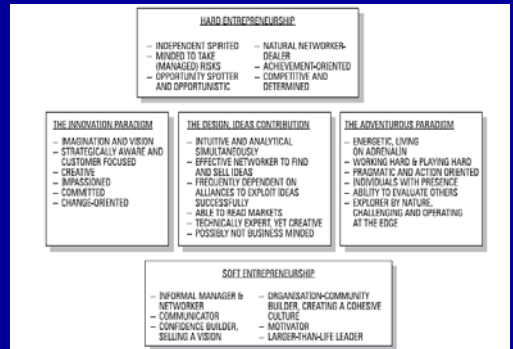 HARD ENTREPRENEURSHIP
– INDEPENDENT SPIRITED
– MINDED TO TAKE
(MANAGED) RISKS
– OPPORTUNITY SPOTTER
AND OPPORTUNISTIC
– NATURAL NETWORKER-
DEALER
– ACHIEVEMENT-ORIENTED
– COMPETITIVE AND
DETERMINED
THE INNOVATION PARADIGM
– IMAGINATION AND VISION
– STRATEGICALLY AWARE AND
CUSTOMER FOCUSED
– CREATIVE
– IMPASSIONED
– COMMITTED
– CHANGE-ORIENTED
THE DESIGN, IDEAS CONTRIBUTION
– INTUITIVE AND ANALYTICAL
SIMULTANEOUSLY
– EFFECTIVE NETWORKER TO FIND
AND SELL IDEAS
– FREQUENTLY DEPENDENT ON
ALLIANCES TO EXPLOIT IDEAS
SUCCESSFULLY
– ABLE TO READ MARKETS
– TECHNICALLY EXPERT, YET CREATIVE
– POSSIBLY NOT BUSINESS MINDED
THE ADVENTUROUS PARADIGM
– ENERGETIC, LIVING
ON ADRENALIN
– WORKING HARD & PLAYING HARD
– PRAGMATIC AND ACTION ORIENTED
– INDIVIDUALS WITH PRESENCE
– ABILITY TO EVALUATE OTHERS
– EXPLORER BY NATURE,
CHALLENGING AND OPERATING
AT THE EDGE
SOFT ENTREPRENEURSHIP
– INFORMAL MANAGER &
NETWORKER
– COMMUNICATOR
– CONFIDENCE BUILDER,
SELLING A VISION
– ORGANISATION-COMMUNITY
BUILDER, CREATING A COHESIVE
CULTURE
– MOTIVATOR
– LARGER-THAN-LIFE LEADER